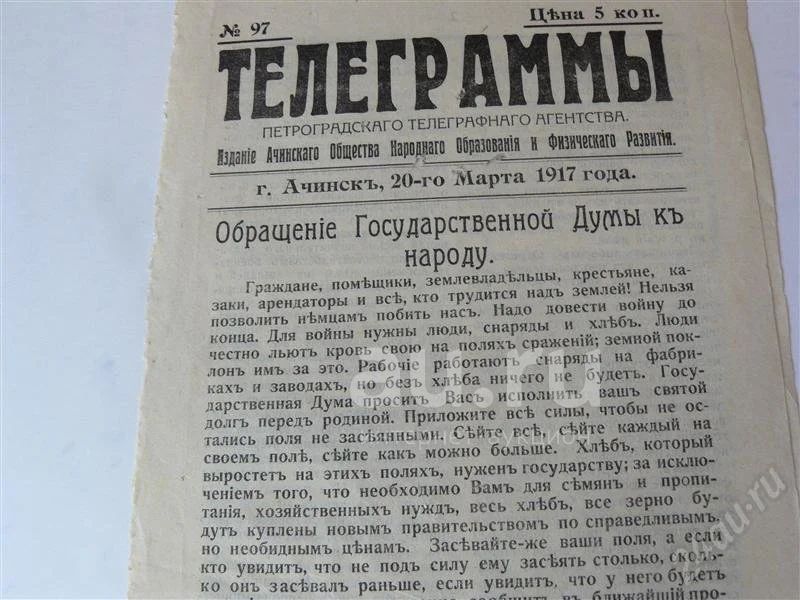 № 97
Цѣна 5 коп.
ТЕЛЕГРАММЫ
ПЕТРОГРАДСКАГО ТЕЛЕГРАФНАГО АГЕНТСТВА.
Изданіе Ачинскаго Общества Народнаго Образованія и Физическаго Развитія.
г. Ачинскъ, 20-го Марта 1917 года.
Обращеніе Государственной Думы къ
народу.
Граждане, помѣщики, землевладѣльцы, крестьяне, ка-
заки, арендаторы и всѣ, кто трудится надъ землей! Нельзя
позволить нѣмцамъ побить насъ. Надо довести войну до
конца. Для войны нужны люди, снаряды и хлѣбъ. Люди
честно льютъ кровь свою на поляхъ сраженій; земной пок-
лонъ имъ за это. Рабочіе работаютъ снаряды на фабри-
кахъ и заводахъ, но безъ хлѣба ничего не будетъ. Госу-
дарственная Дума проситъ Васъ исполнить вашъ святой
долгъ передъ родиной. Приложите всѣ силы, чтобы не ос-
тались поля не засѣянными. Сѣйте всѣ, сѣйте каждый на
своемъ полѣ, сѣйте какъ можно больше. Хлѣбъ, который
выростетъ на этихъ поляхъ, нуженъ государству; за исклю-
ченіемъ того, что необходимо Вамъ для сѣмянъ и пропи-
танія, хозяйственныхъ нуждъ, весь хлѣбъ, все зерно бу-
дутъ куплены новымъ правительствомъ по справедливымъ,
но необиднымъ цѣнамъ. Засѣвайте-же ваши поля, а если
кто увидитъ, что не подъ силу ему засѣять столько, сколь-
ко онъ засѣвалъ раньше, если увидитъ, что у него будетъ
сообщитъ въ ближайшій про-
au.ru